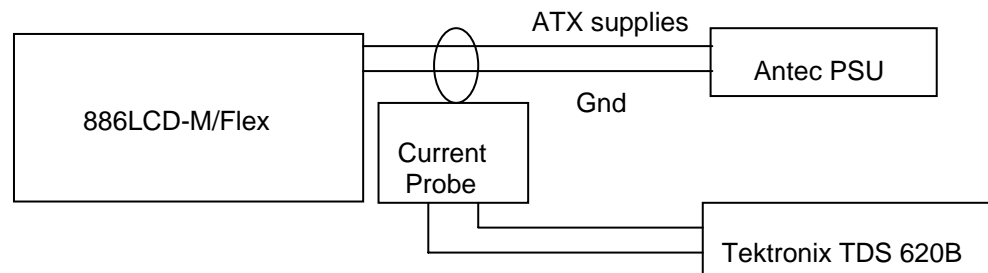 ATX supplies
Antec PSU
Gnd
886LCD-M/Flex
Current
Probe
Tektronix TDS 620B